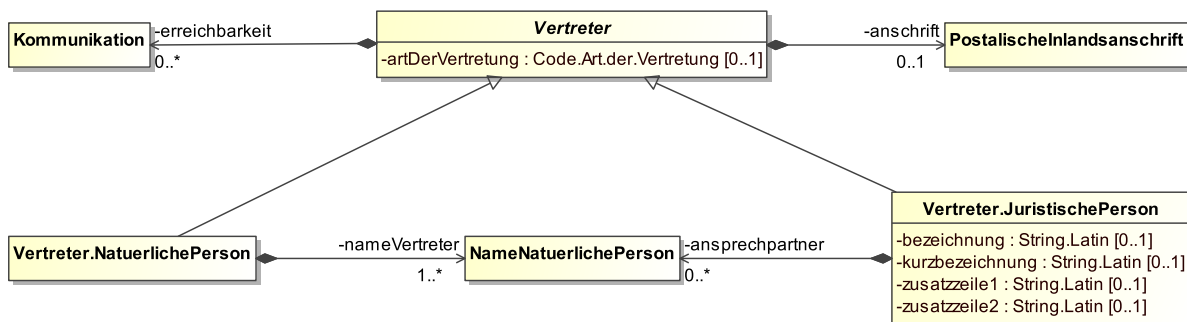 Kommunikation
-erreichbarkeit
0..*
Vertreter
-artDerVertretung : Code.Art.der.Vertretung [0..1]
-anschrift
0..1
PostalischeInlandsanschrift
Vertreter.NatuerlichePerson
-nameVertreter
1..*
NameNatuerlichePerson
-ansprechpartner
0..*
Vertreter.JuristischePerson
-bezeichnung : String.Latin [0..1]
-kurzbezeichnung : String.Latin [0..1]
-zusatzzeile1 : String.Latin [0..1]
-zusatzzeile2 : String.Latin [0..1]